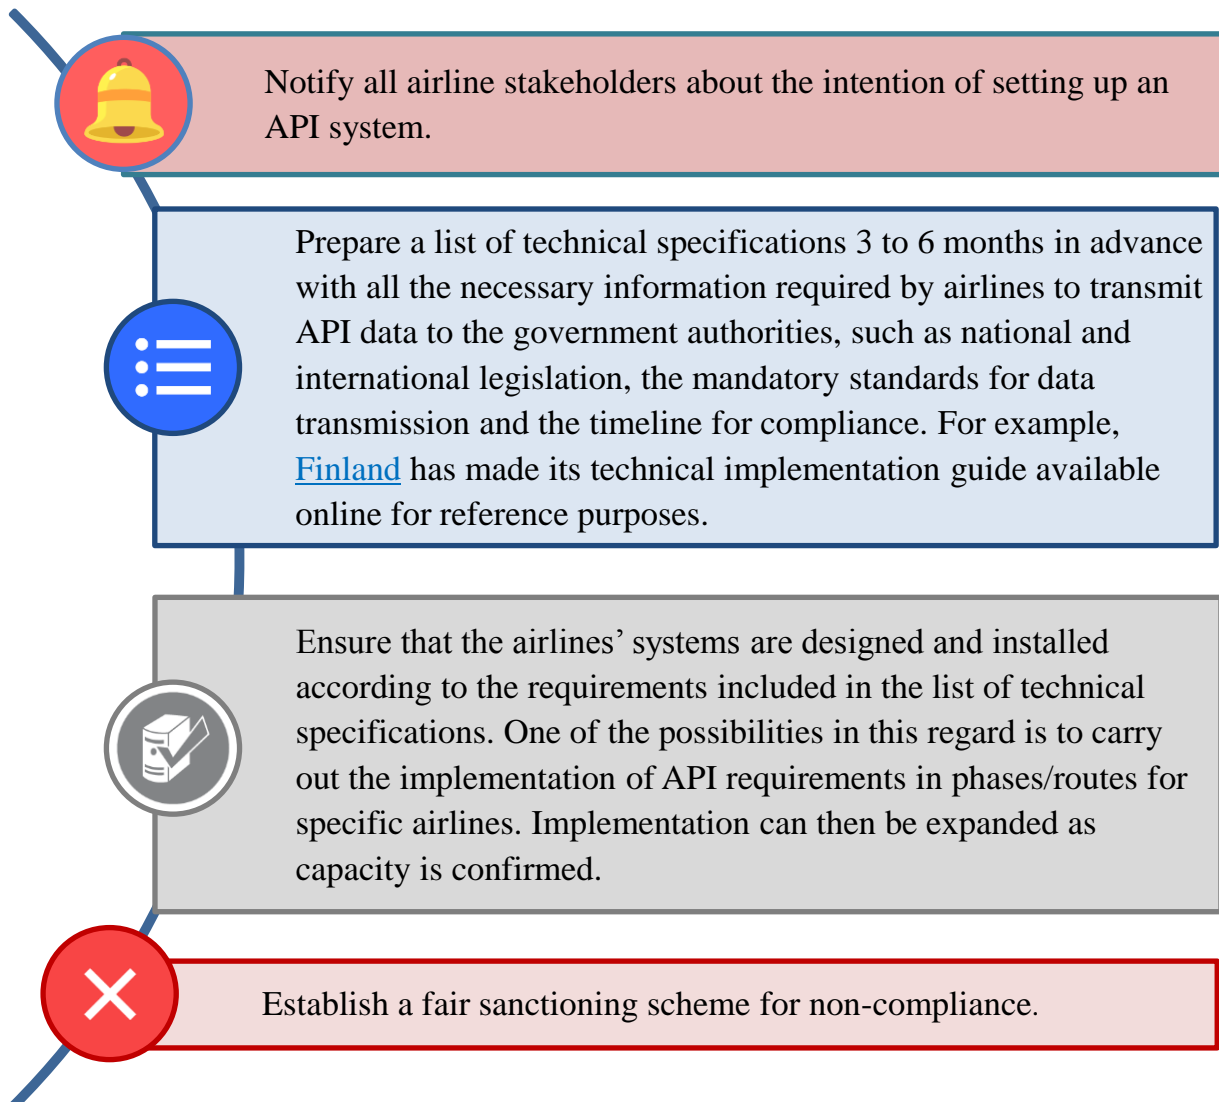 Notify all airline stakeholders about the intention of setting up an
API system.
Prepare a list of technical specifications 3 to 6 months in advance
with all the necessary information required by airlines to transmit
API data to the government authorities, such as national and
international legislation, the mandatory standards for data
transmission and the timeline for compliance. For example,
Finland has made its technical implementation guide available
online for reference purposes.
Ensure that the airlines’ systems are designed and installed
according to the requirements included in the list of technical
specifications. One of the possibilities in this regard is to carry
out the implementation of API requirements in phases/routes for
specific airlines. Implementation can then be expanded as
capacity is confirmed.
Establish a fair sanctioning scheme for non-compliance.